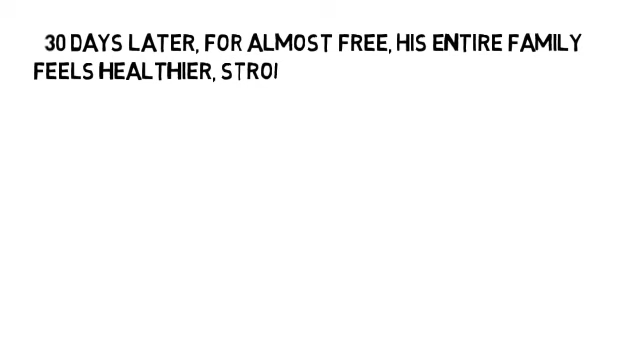 30 DAYS LATER, FOR ALMOST FREE, HIS ENTIRE FAMILY
FEELS HEALTHIER,